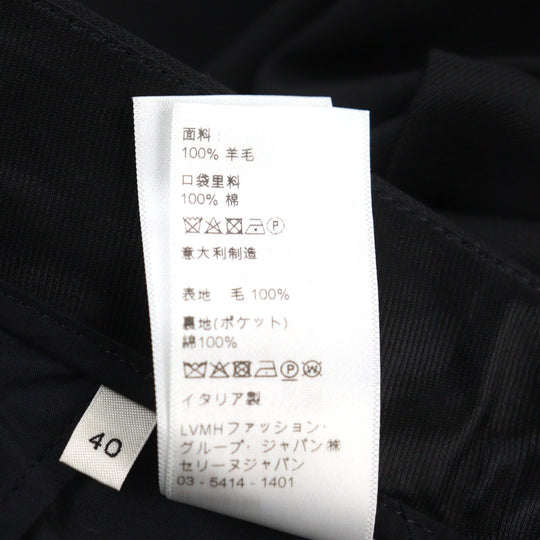 面料:
100% 羊毛
口袋里料
100% 棉
意大利制造
表地 毛 100%
裏地(ポケット)
綿100%
イタリア製
LVMHファッション・
グループ・ジャパン㈱
セリーヌジャパン
03 - 5414 - 1401
40